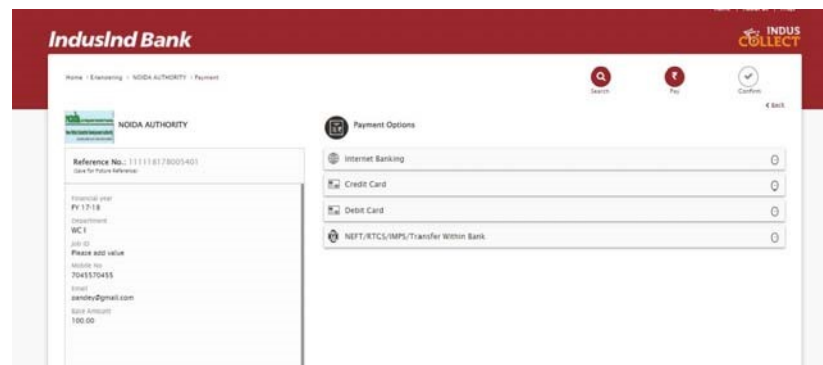 IndusInd Bank
INDUS
COLLECT
Home > Etendering > NOIDA AUTHORITY > Payment
Search
Pay
Confirm
< Back
NOIDA AUTHORITY
Payment Options
Reference No.: 111118178005401
(Save for Future Reference)
Internet Banking
Credit Card
Debit Card
NEFT/RTGS/IMPS/Transfer Within Bank
Financial year
FY 17-18
Department
WC I
Job ID
Please add value
Mobile No
7045570455
Email
pandey@gmail.com
Base Amount
100.00